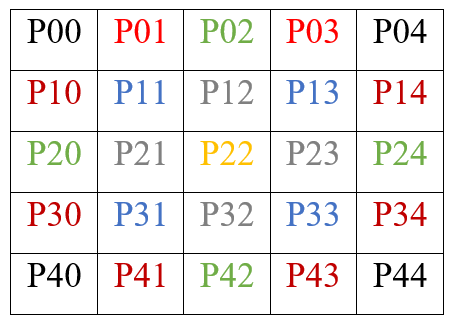 P00 P01 P02 P03 P04
P10 P11 P12 P13 P14
P20 P21 P22 P23 P24
P30 P31 P32 P33 P34
P40 P41 P42 P43 P44